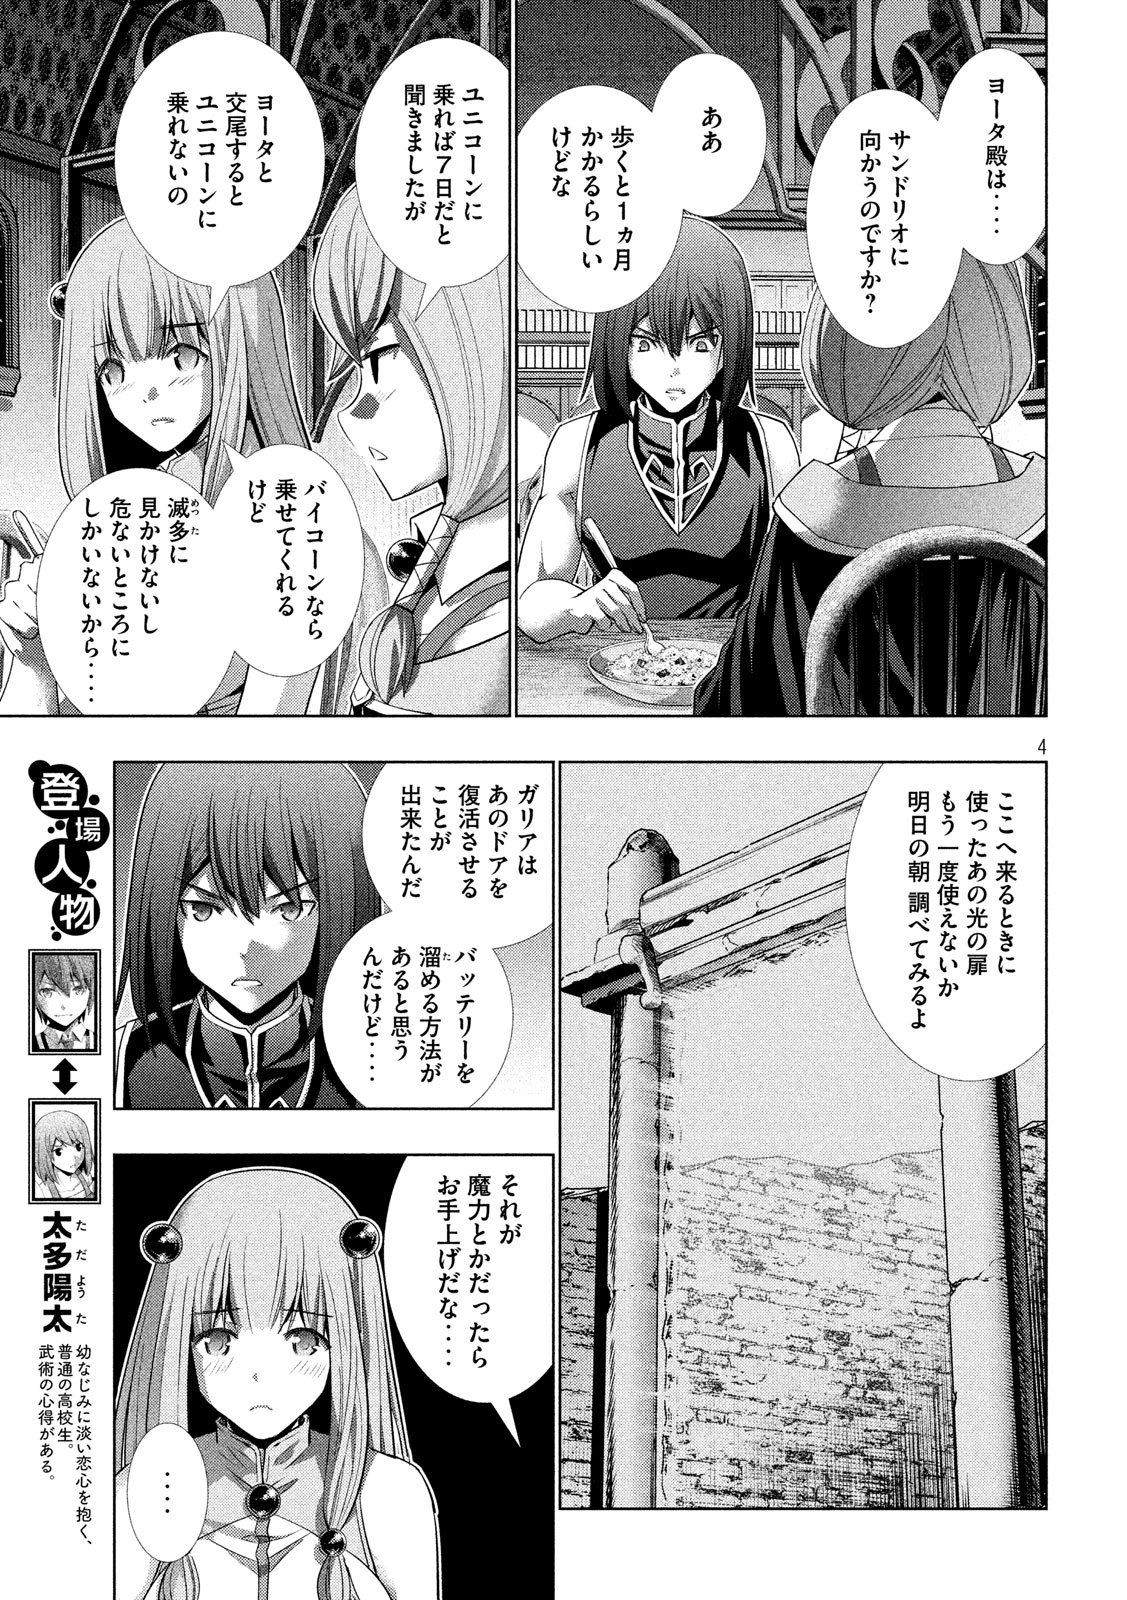 ヨータ殿は‥‥
サンドリオに
向かうのですか?
ああ
歩くと1ヵ月
かかるらしい
けどな
ユニコーンに
乗れば7日だと
聞きましたが
ヨータと
交尾すると
ユニコーンに
乗れないの
バイコーンなら
乗せてくれる
けど
滅多に
めった
見かけないし
危ないところに
しかいないから‥‥
4
ここへ来るときに
使ったあの光の扉
もう一度使えないか
明日の朝 調べてみるよ
ガリアは
あのドアを
復活させる
ことが
出来たんだ
バッテリーを
溜める方法が
た
あると思う
んだけど‥‥
それが
魔力とかだったら
お手上げだな‥‥
‥‥
登場人物
太多陽太
ただようた
幼なじみに淡い恋心を抱く、
普通の高校生。
武術の心得がある。